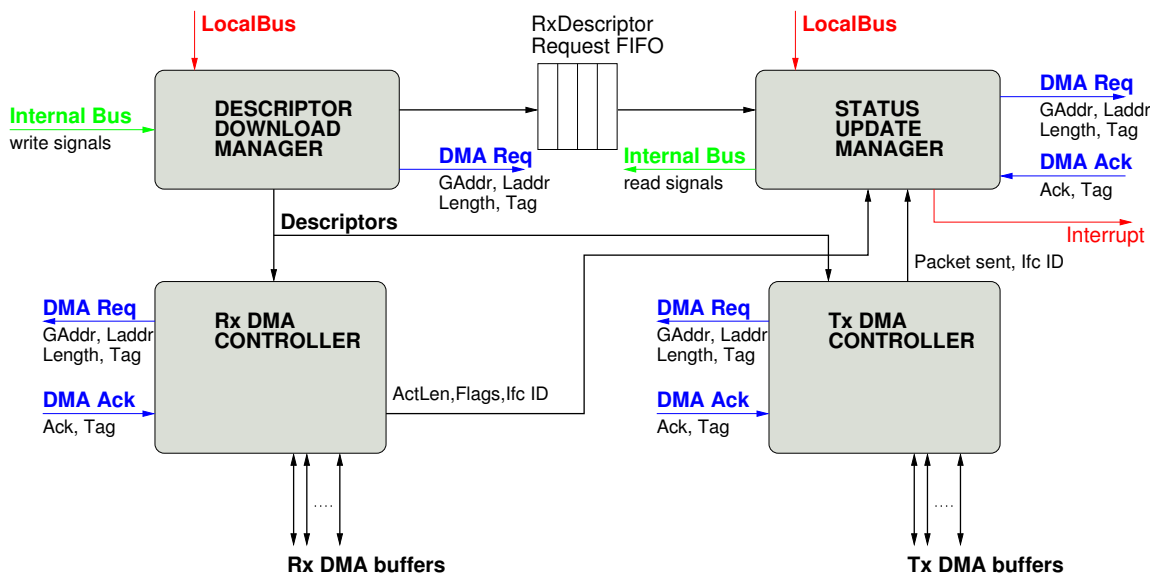 LocalBus
RxDescriptor
Request FIFO
LocalBus
Internal Bus
write signals
DESCRIPTOR
DOWNLOAD
MANAGER
DMA Req
GAddr, Laddr
Length, Tag
Internal Bus
read signals
STATUS
UPDATE
MANAGER
DMA Req
GAddr, Laddr
Length, Tag
DMA Ack
Ack, Tag
Interrupt
Descriptors
Packet sent, Ifc ID
DMA Req
GAddr, Laddr
Length, Tag
DMA Ack
Ack, Tag
Rx DMA
CONTROLLER
ActLen,Flags,Ifc ID
DMA Req
GAddr, Laddr
Length, Tag
DMA Ack
Ack, Tag
Tx DMA
CONTROLLER
....
....
Rx DMA buffers
Tx DMA buffers